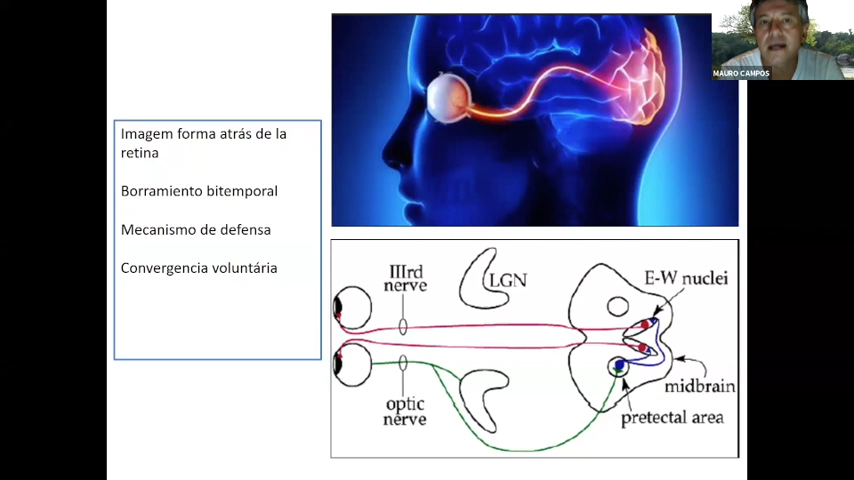 MAURO CAMPOS
Imagem forma atrás de la
retina
Borramiento bitemporal
Mecanismo de defensa
Convergencia voluntária
IIIrd
nerve
LGN
E-W nuclei
optic
nerve
midbrain
pretectal area